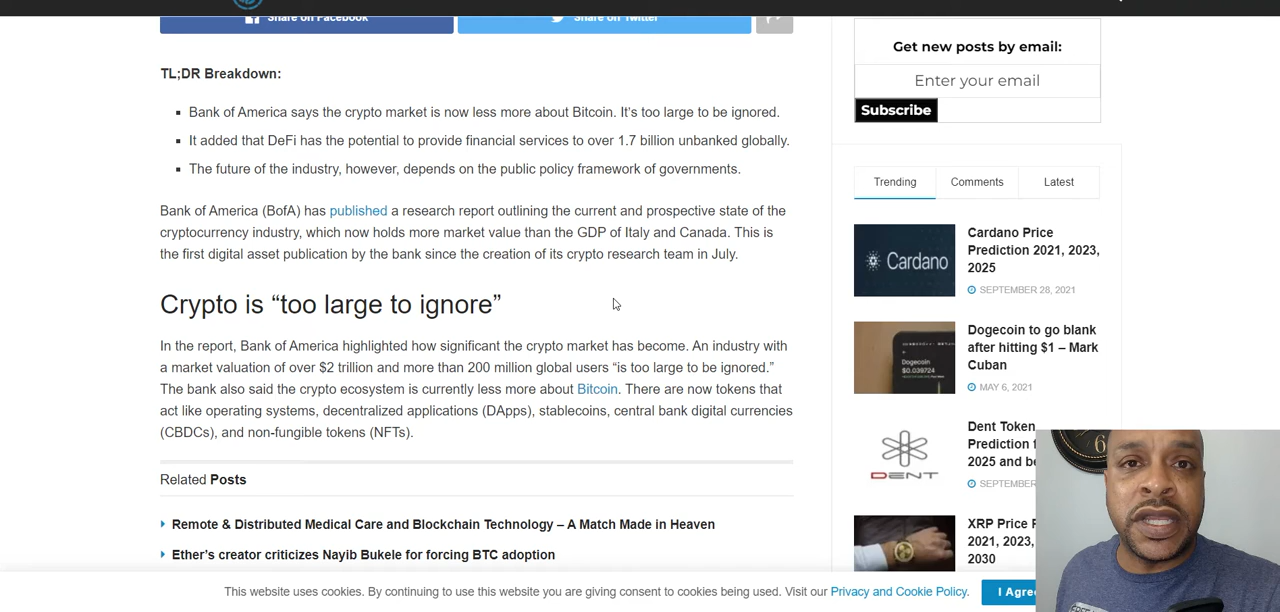 Share on Facebook
Share on Twitter
TL;DR Breakdown:
Bank of America says the crypto market is now less more about Bitcoin. It’s too large to be ignored.
It added that DeFi has the potential to provide financial services to over 1.7 billion unbanked globally.
The future of the industry, however, depends on the public policy framework of governments.
Bank of America (BofA) has published a research report outlining the current and prospective state of the
cryptocurrency industry, which now holds more market value than the GDP of Italy and Canada. This is
the first digital asset publication by the bank since the creation of its crypto research team in July.
Crypto is “too large to ignore”
In the report, Bank of America highlighted how significant the crypto market has become. An industry with
a market valuation of over $2 trillion and more than 200 million global users “is too large to be ignored.”
The bank also said the crypto ecosystem is currently less more about Bitcoin. There are now tokens that
act like operating systems, decentralized applications (DApps), stablecoins, central bank digital currencies
(CBDCs), and non-fungible tokens (NFTs).
Related Posts
Remote & Distributed Medical Care and Blockchain Technology – A Match Made in Heaven
Ether’s creator criticizes Nayib Bukele for forcing BTC adoption
Get new posts by email:
Enter your email
Subscribe
Trending
Comments
Latest
Cardano
Cardano Price
Prediction 2021, 2023,
2025
SEPTEMBER 28, 2021
Dogecoin
$0.039724
Dogecoin to go blank
after hitting $1 – Mark
Cuban
MAY 6, 2021
DENT
Dent Token
Prediction
2025 and be
SEPTEMBER
XRP Price P
2021, 2023,
2030
This website uses cookies. By continuing to use this website you are giving consent to cookies being used. Visit our Privacy and Cookie Policy.
I Agre
6